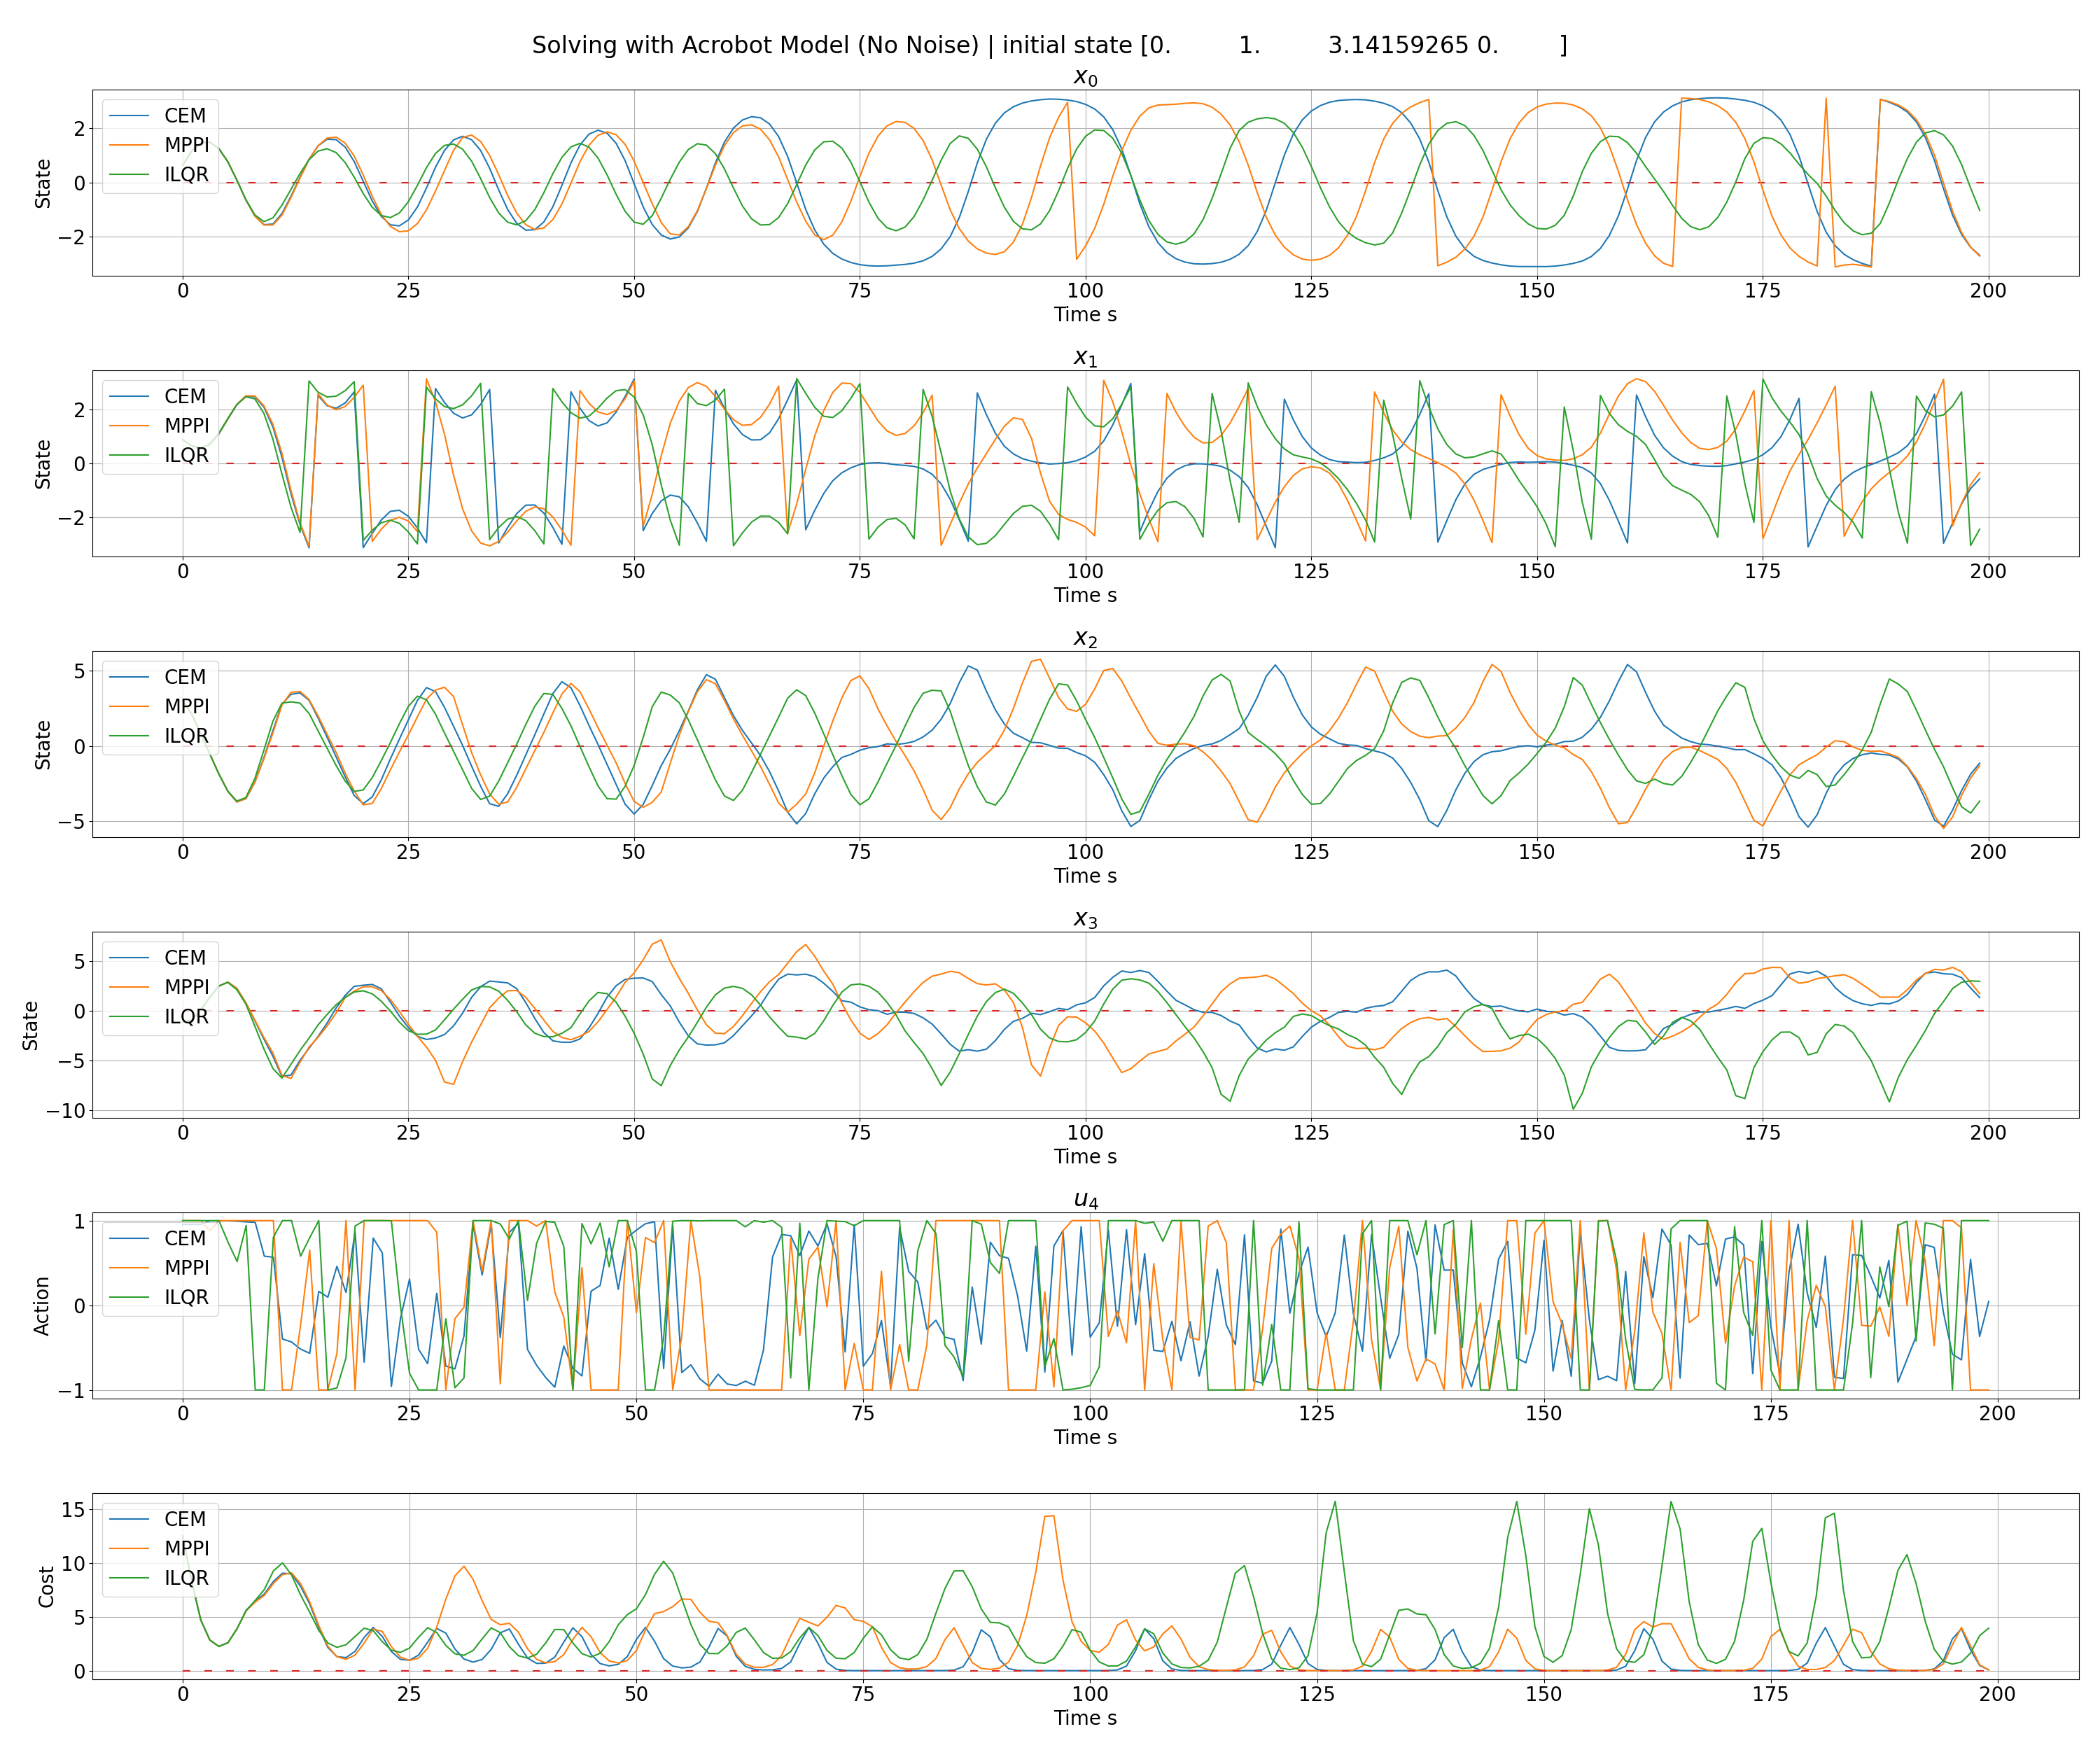 Solving with Acrobot Model (No Noise) | initial state [0. 1. 3.14159265 0. ]
x0
State
CEM
MPPI
ILQR
2
0
−2
0 25 50 75 100 125 150 175 200
Time s
x1
State
CEM
MPPI
ILQR
2
0
−2
0 25 50 75 100 125 150 175 200
Time s
x2
State
CEM
MPPI
ILQR
5
0
−5
0 25 50 75 100 125 150 175 200
Time s
x3
State
CEM
MPPI
ILQR
5
0
−5
−10
0 25 50 75 100 125 150 175 200
Time s
u4
Action
CEM
MPPI
ILQR
1
0
−1
0 25 50 75 100 125 150 175 200
Time s
Cost
CEM
MPPI
ILQR
15
10
5
0
0 25 50 75 100 125 150 175 200
Time s